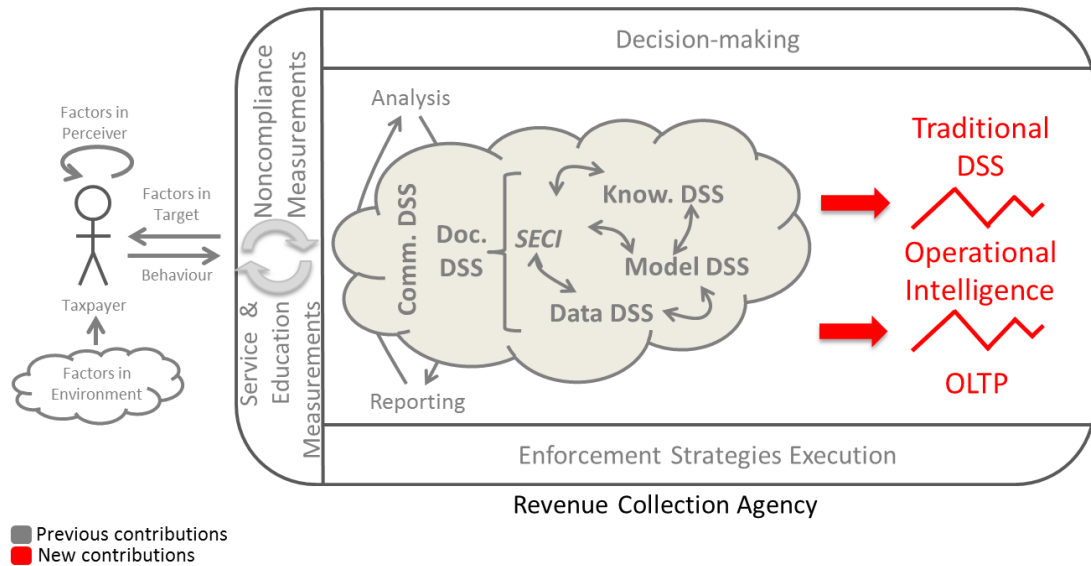 Decision-making
Factors in
Perceiver
Factors in
Target
Behaviour
Taxpayer
Factors in
Environment
Noncompliance
Measurements
Service &
Education
Measurements
Analysis
Comm. DSS
Doc.
DSS
SECI
Know. DSS
Model DSS
Data DSS
Reporting
Traditional
DSS
Operational
Intelligence
OLTP
Enforcement Strategies Execution
Revenue Collection Agency
Previous contributions
New contributions